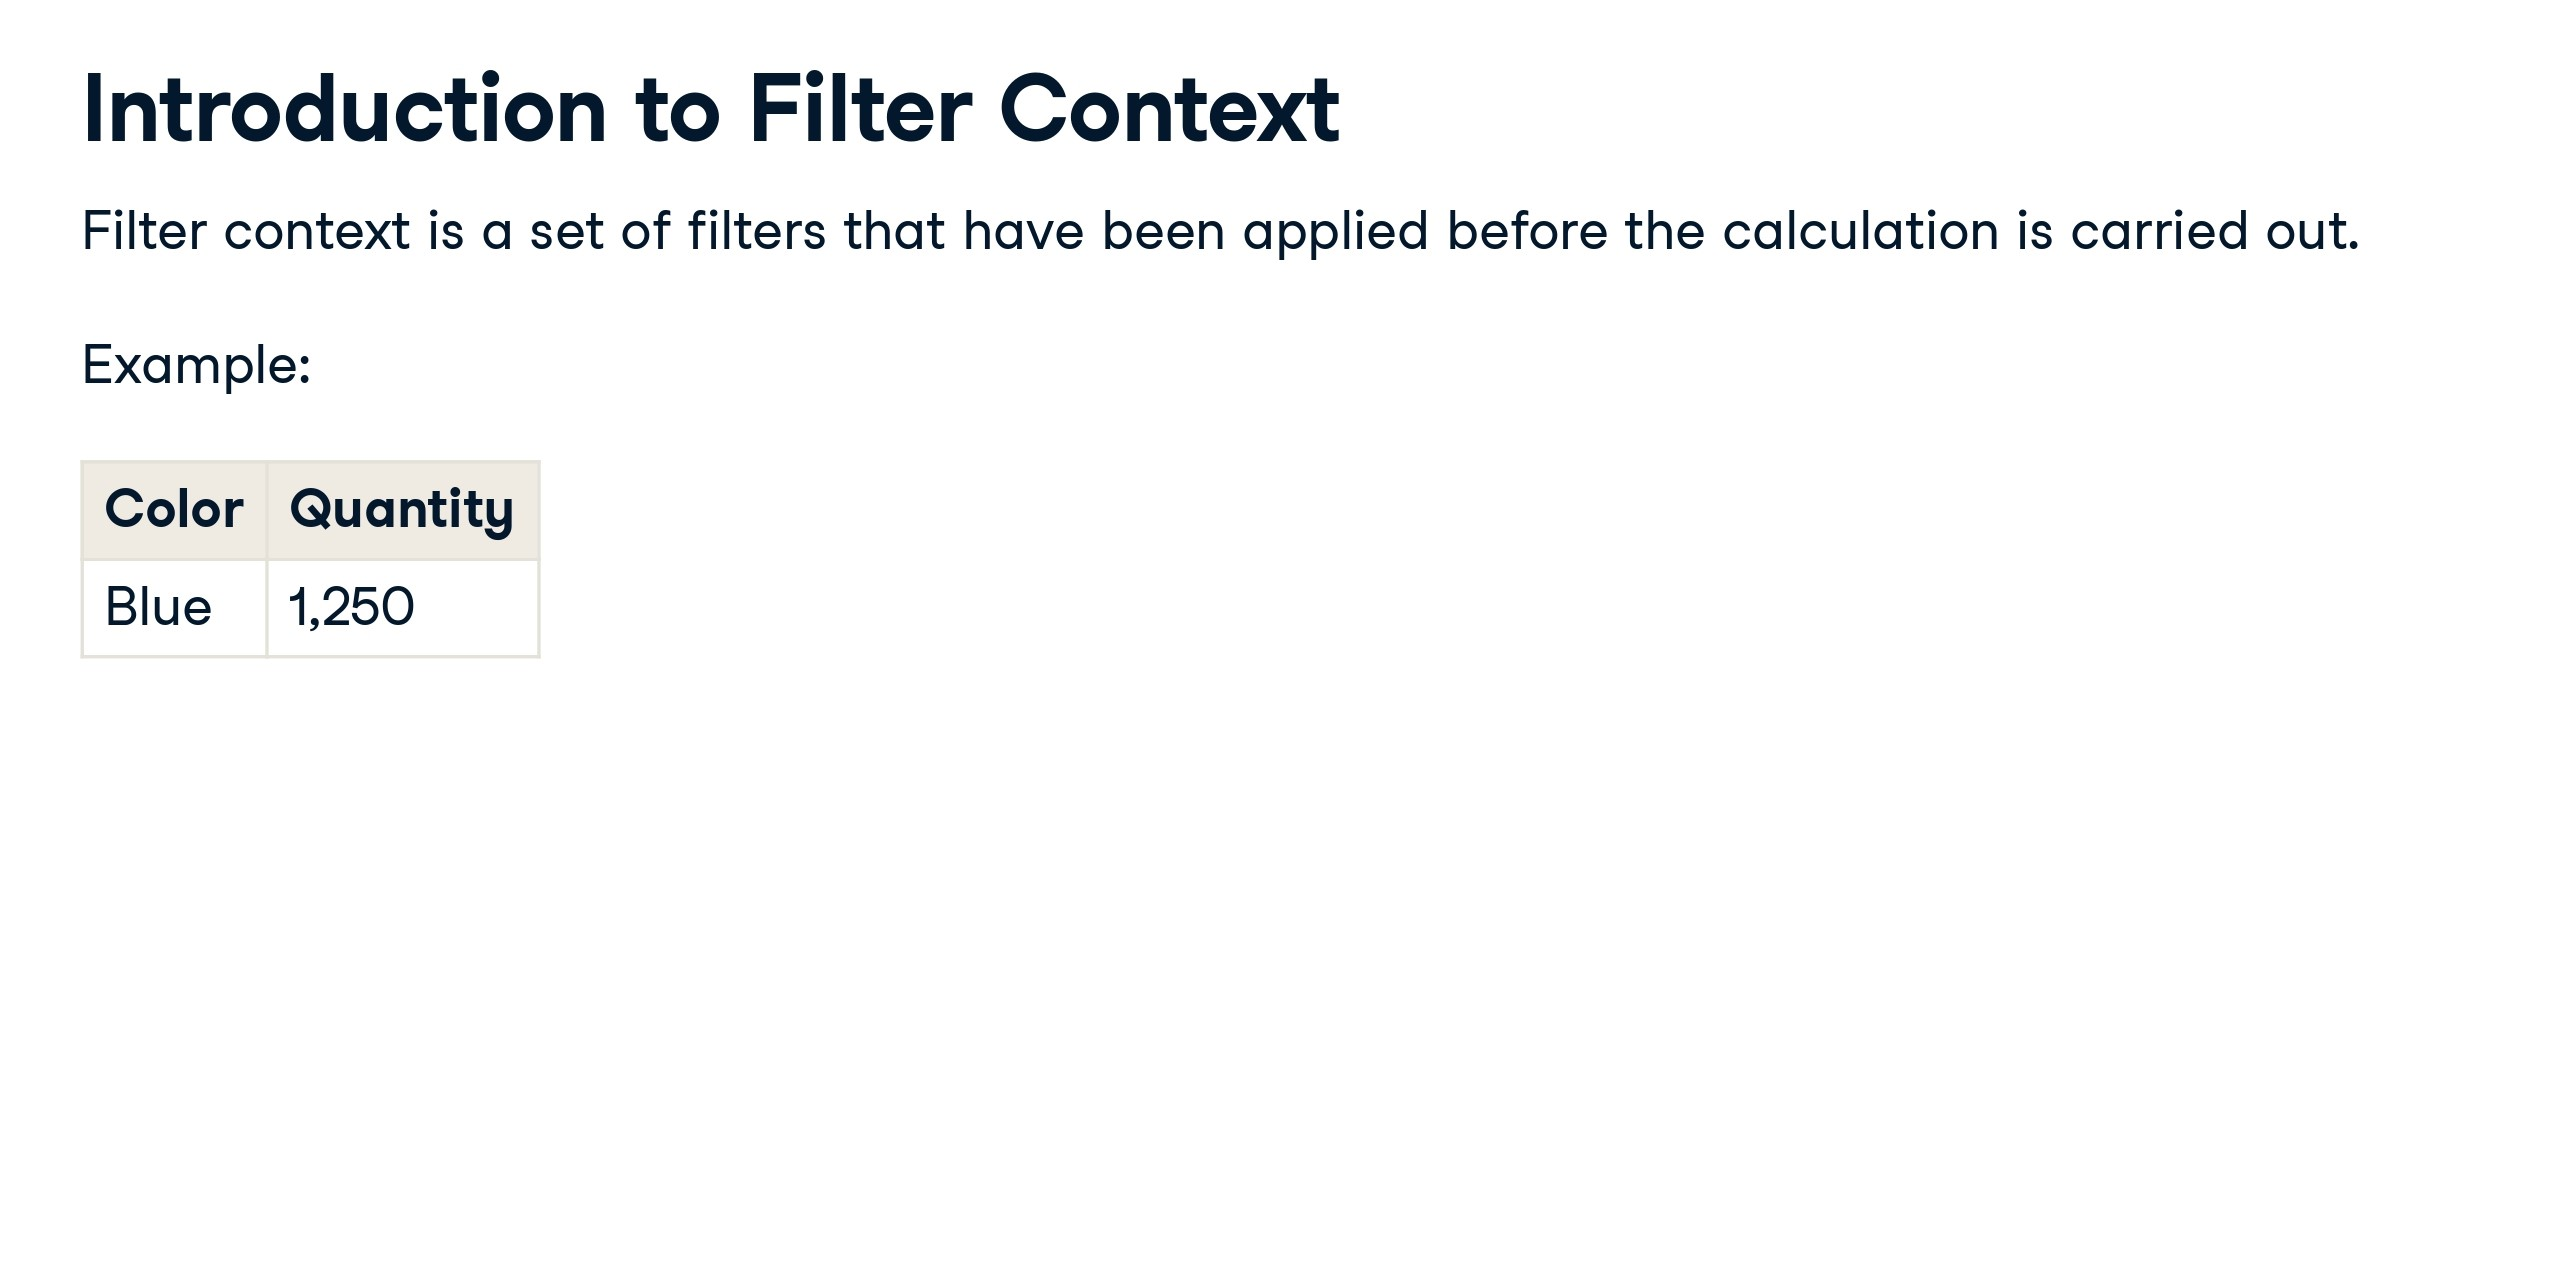 Introduction to Filter Context
Filter context is a set of filters that have been applied before the calculation is carried out.
Example:
Color Quantity
Blue 1,250